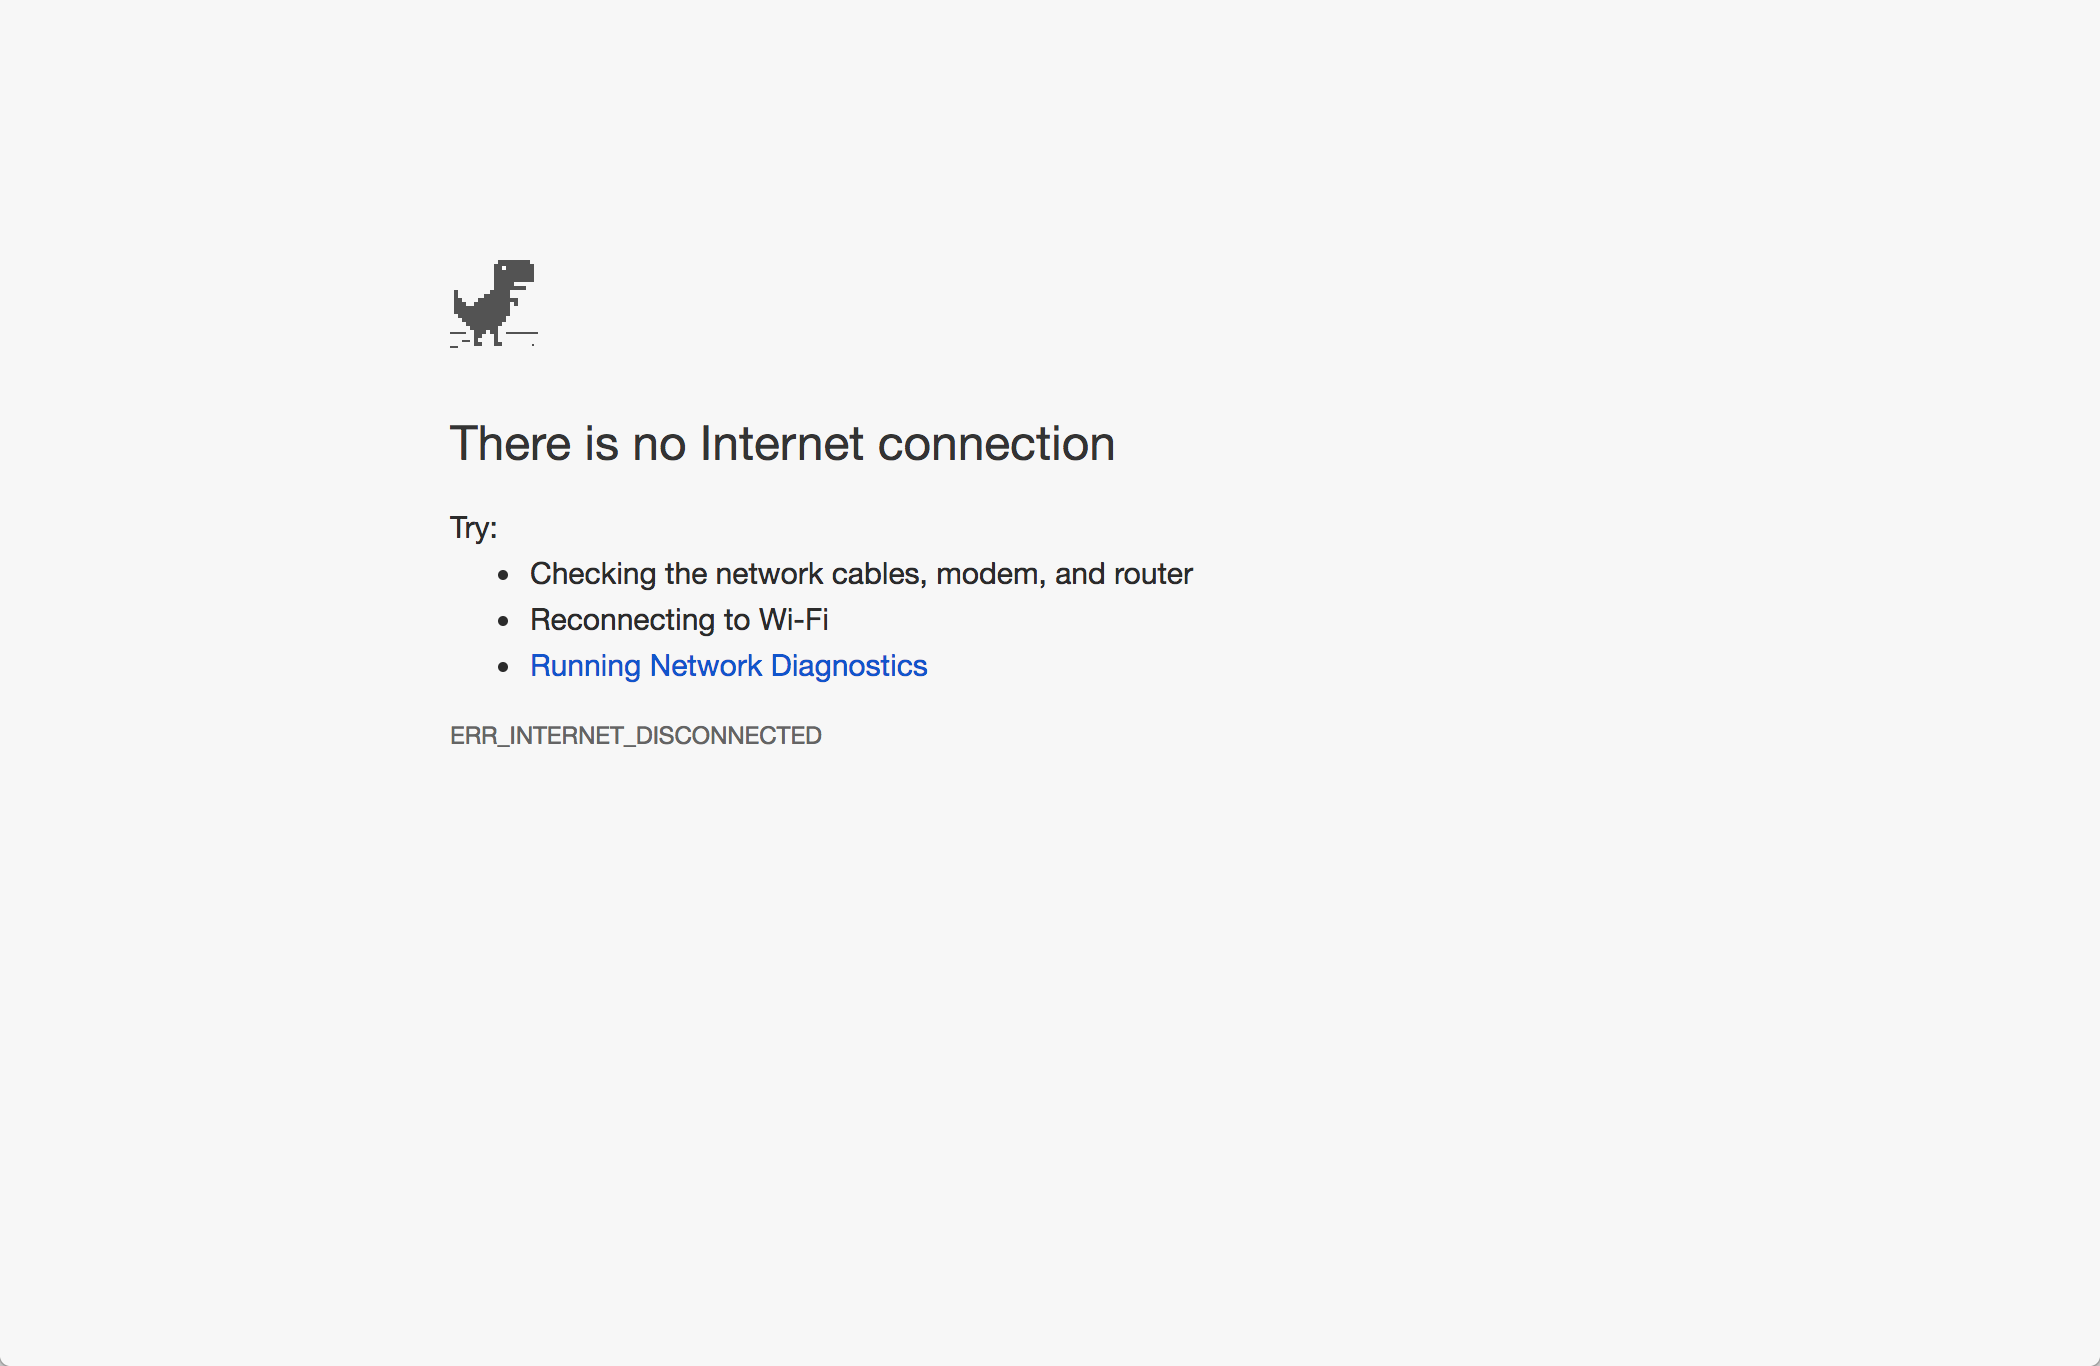 There is no Internet connection
Try:
Checking the network cables, modem, and router
Reconnecting to Wi-Fi
Running Network Diagnostics
ERR_INTERNET_DISCONNECTED